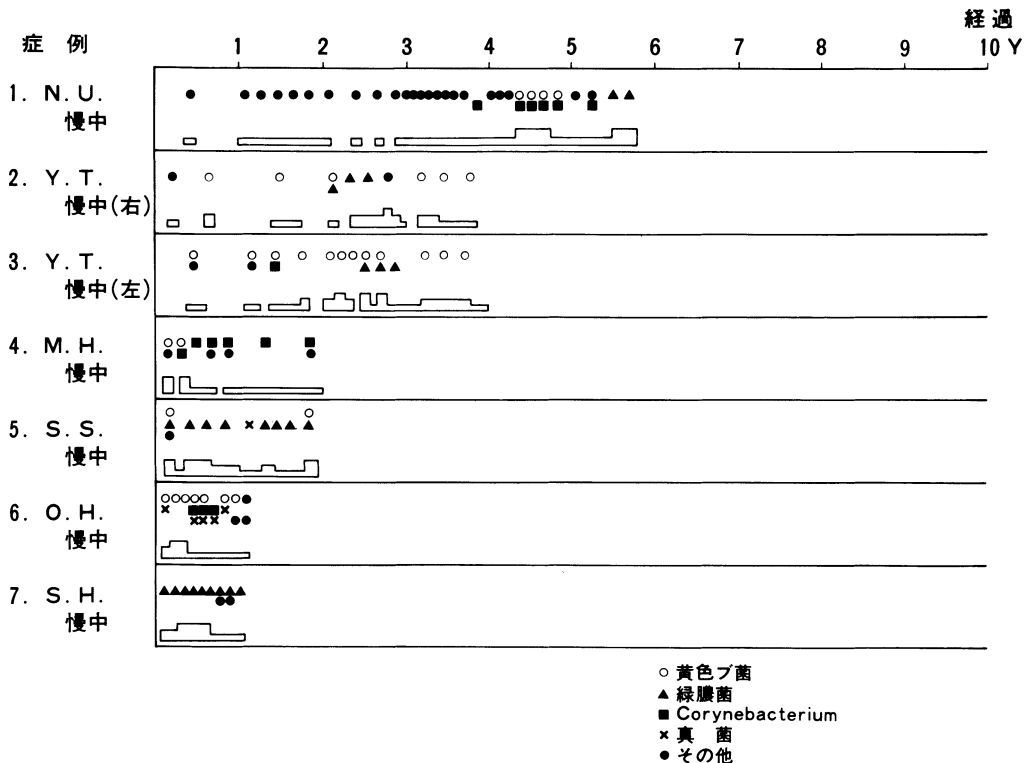 経過
症 例 1 2 3 4 5 6 7 8 9 10 Y
1. N.U.
慢中
2. Y.T.
慢中(右)
3. Y.T.
慢中(左)
4. M.H.
慢中
5. S.S.
慢中
6. O.H.
慢中
7. S.H.
慢中
○ 黄色ブ菌
▲ 緑膿菌
■ Corynebacterium
× 真 菌
● その他